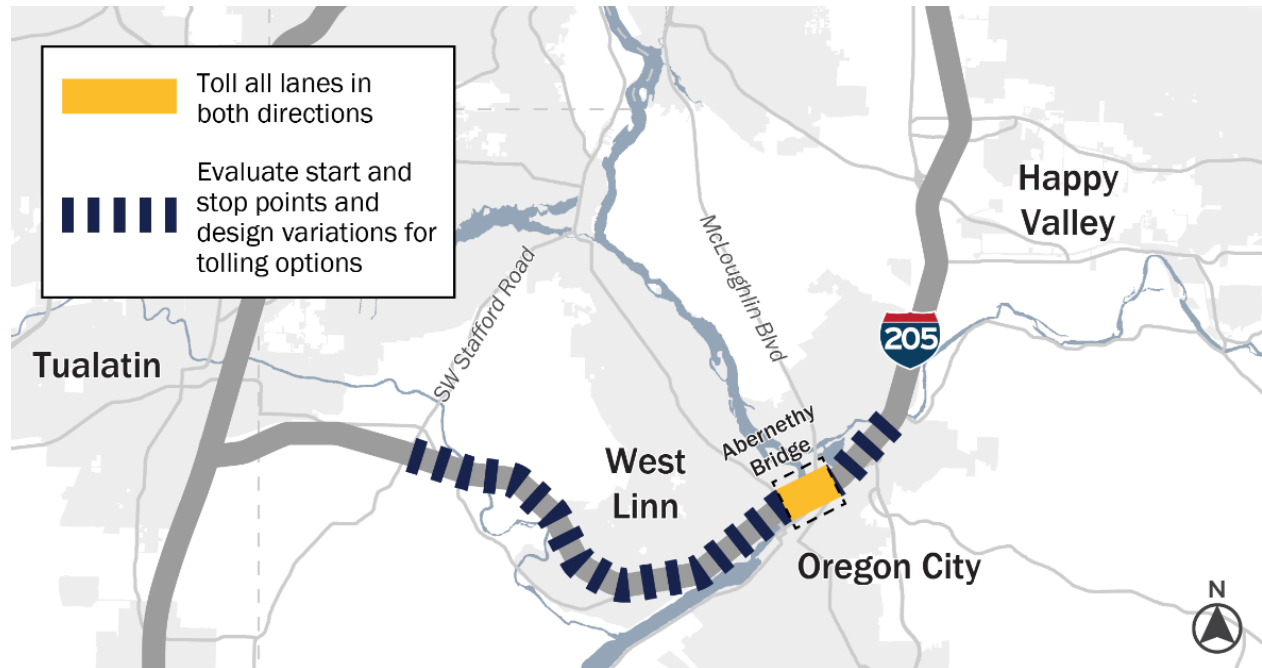 Toll all lanes in
both directions
Evaluate start and
stop points and
design variations for
tolling options
Happy
Valley
McLoughlin Blvd
SW Stafford Road
205
Tualatin
Abernethy
Bridge
West
Linn
Oregon City
N